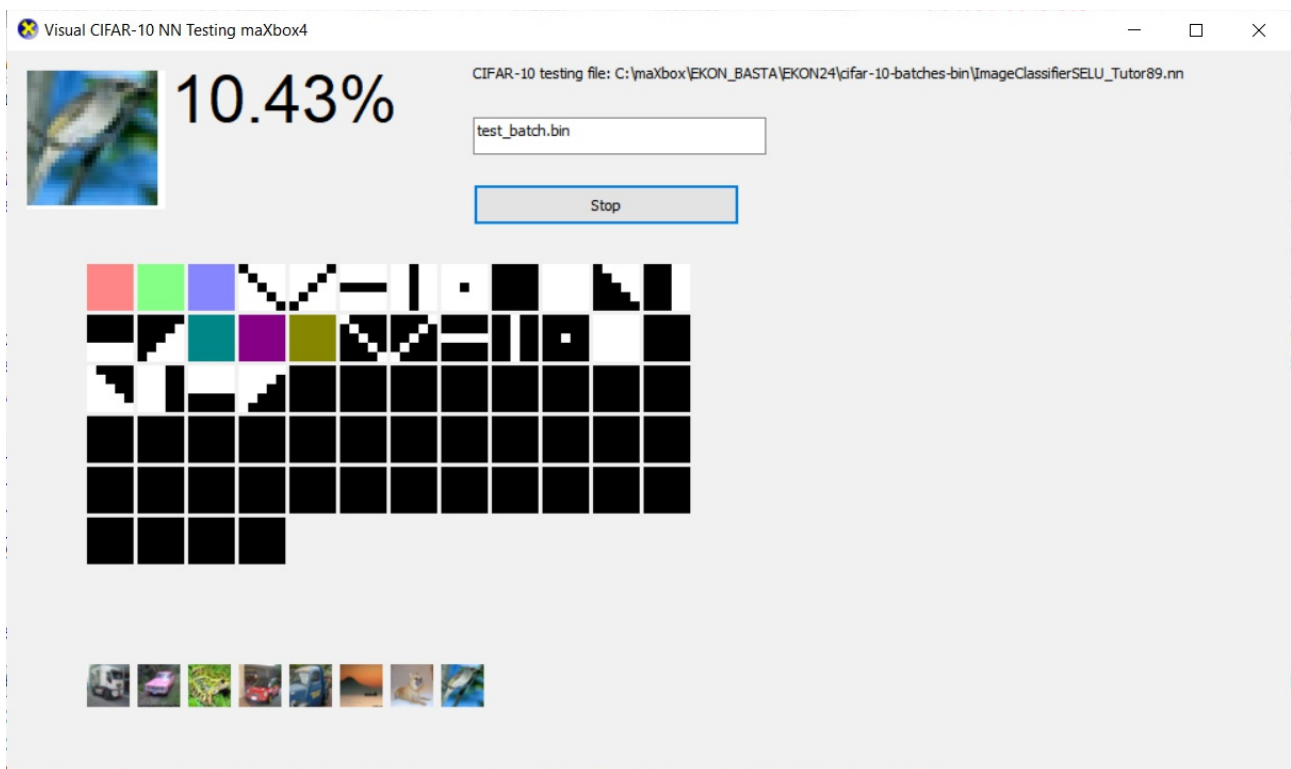 Visual CIFAR-10 NN Testing maXbox4
10.43%
CIFAR-10 testing file: C:\maXbox\EKON_BASTA\EKON24\cifar-10-batches-bin\ImageClassifierSELU_Tutor89.nn
test_batch.bin
Stop